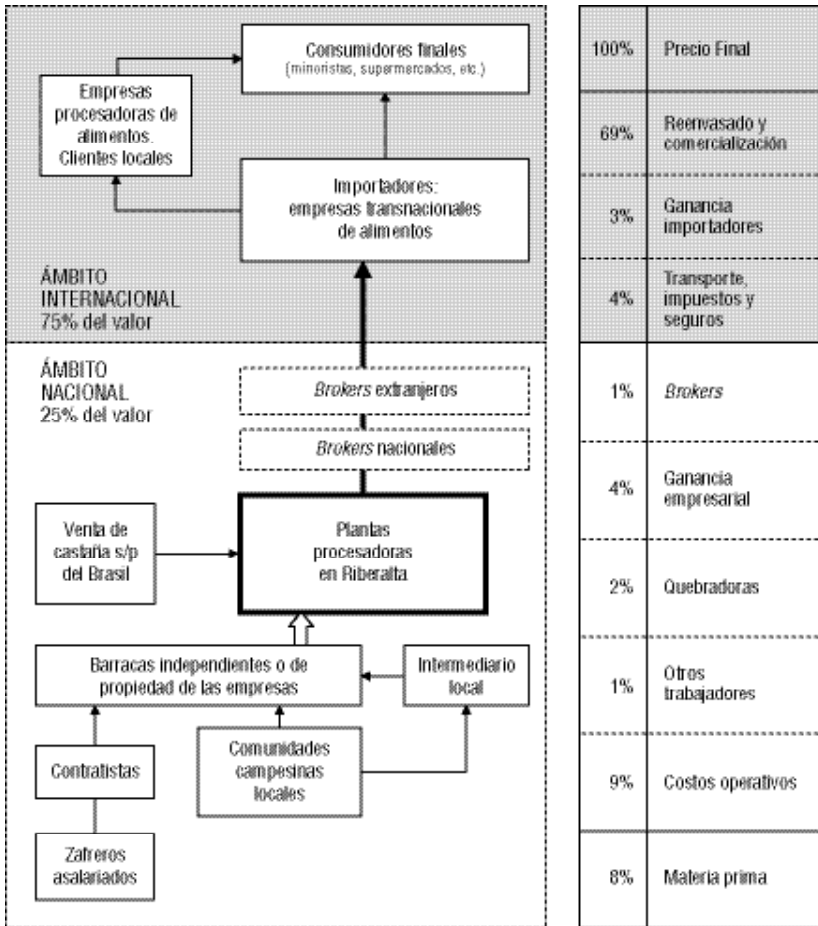 Consumidores finales
(minoristas, supermercados, etc.)
Empresas
procesadoras de
alimentos.
Clientes locales
Importadores:
empresas transnacionales
de alimentos
ÁMBITO
INTERNACIONAL
75% del valor
ÁMBITO
NACIONAL
25% del valor
Brokers extranjeros
Brokers nacionales
Venta de
castaña s/p
del Brasil
Plantas
procesadoras
en Riberalta
Barracas independientes o de
propiedad de las empresas
Intermediario
local
Contratistas
Comunidades
campesinas
locales
Zafreros
asalariados
100% Precio Final
69% Reenvasado y
comercialización
3% Ganancia
importadores
4% Transporte,
impuestos y
seguros
1% Brokers
4% Ganancia
empresarial
2% Quebradoras
1% Otros
trabajadores
9% Costos operativos
8% Materia prima